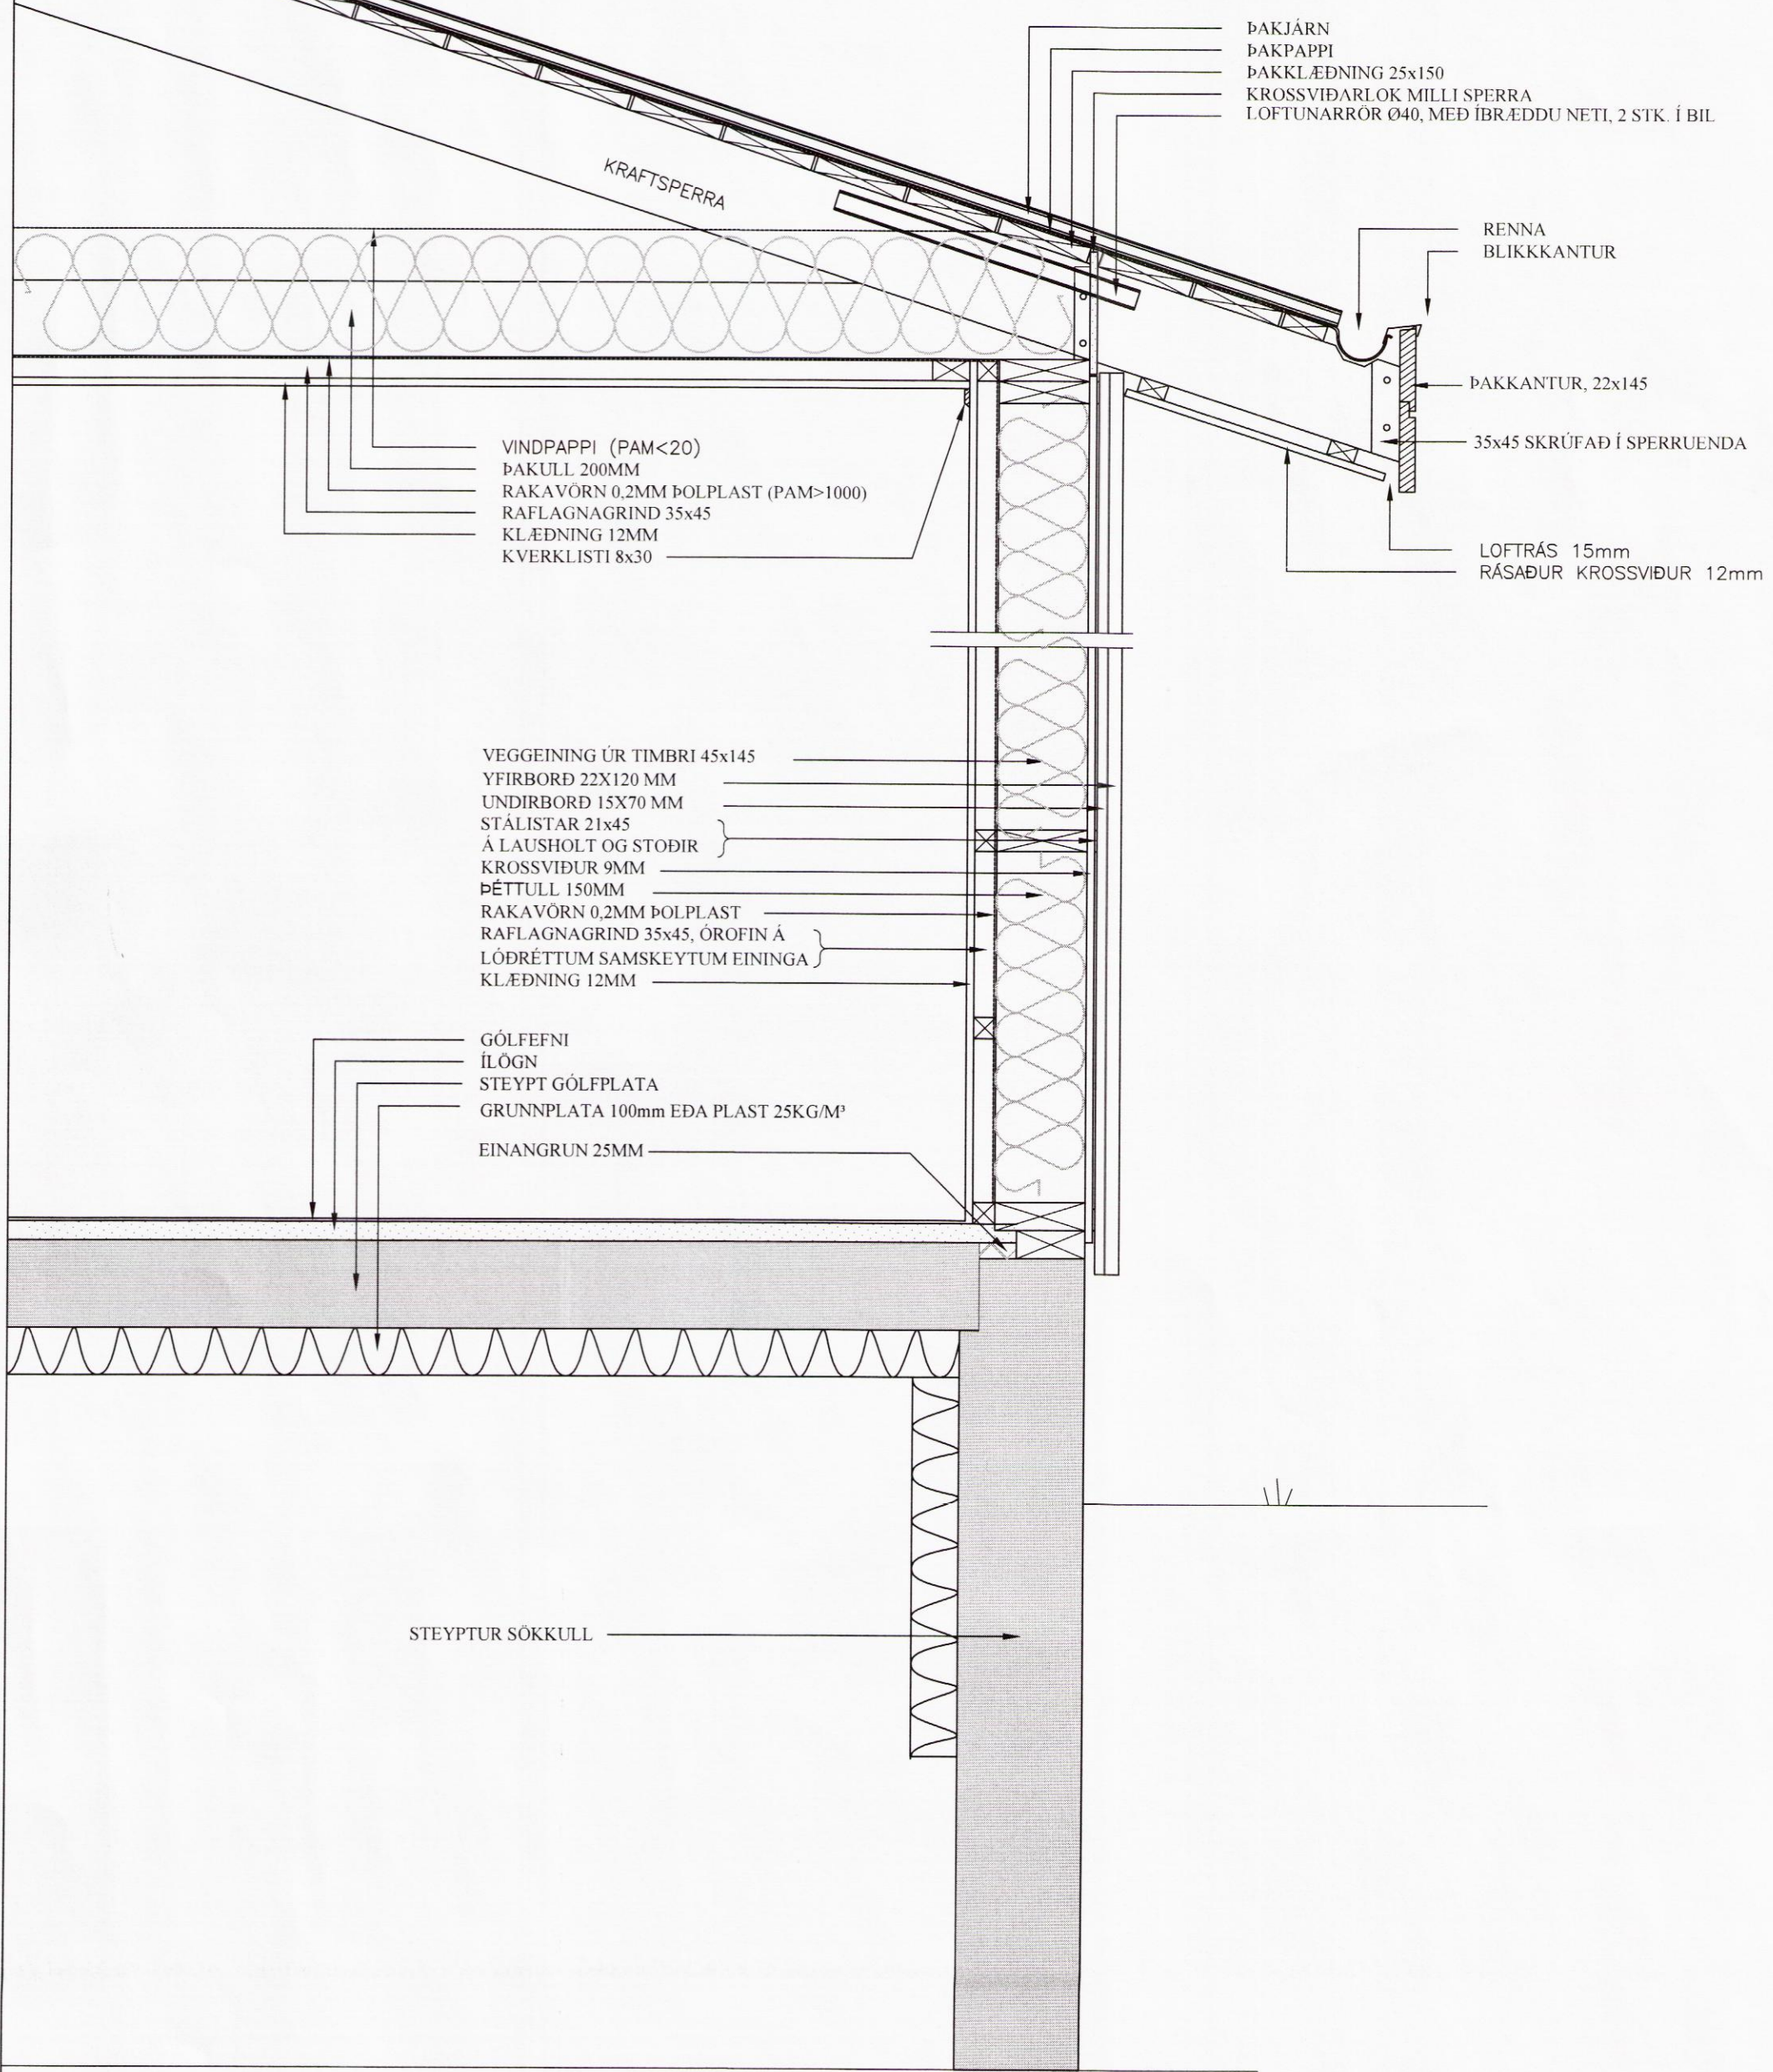 ÞAKJÁRN
ÞAKPAPPI
ÞAKKLÆÐNING 25x150
KROSSVIÐARLOK MILLI SPERRA
LOFTUNARRÖR Ø40, MEÐ ÍBRÆDDU NETI, 2 STK. Í BIL
KRAFTSPERRA
RENNA
BLIKKKANTUR
ÞAKKANTUR, 22x145
35x45 SKRÚFAÐ Í SPERRUENDA
LOFTRÁS 15mm
RÁSAÐUR KROSSVIÐUR 12mm
VINDPAPPI (PAM<20)
ÞAKULL 200MM
RAKAVÖRN 0,2MM ÞOLPLAST (PAM>1000)
RAFLAGNAGRIND 35x45
KLÆÐNING 12MM
KVERKLISTI 8x30
VEGGEINING ÚR TIMBRI 45x145
YFIRBORÐ 22X120 MM
UNDIRBORÐ 15X70 MM
STÁLISTAR 21x45
Á LAUSHOLT OG STOÐIR
KROSSVIÐUR 9MM
ÞÉTTULL 150MM
RAKAVÖRN 0,2MM ÞOLPLAST
RAFLAGNAGRIND 35x45, ÓROFIN Á
LÓÐRÉTTUM SAMSKEYTUM EININGA
KLÆÐNING 12MM
GÓLFEFNI
ÍLÖGN
STEYPT GÓLFPLATA
GRUNNPLATA 100mm EÐA PLAST 25KG/M³
EINANGRUN 25MM
STEYPTUR SÖKKULL